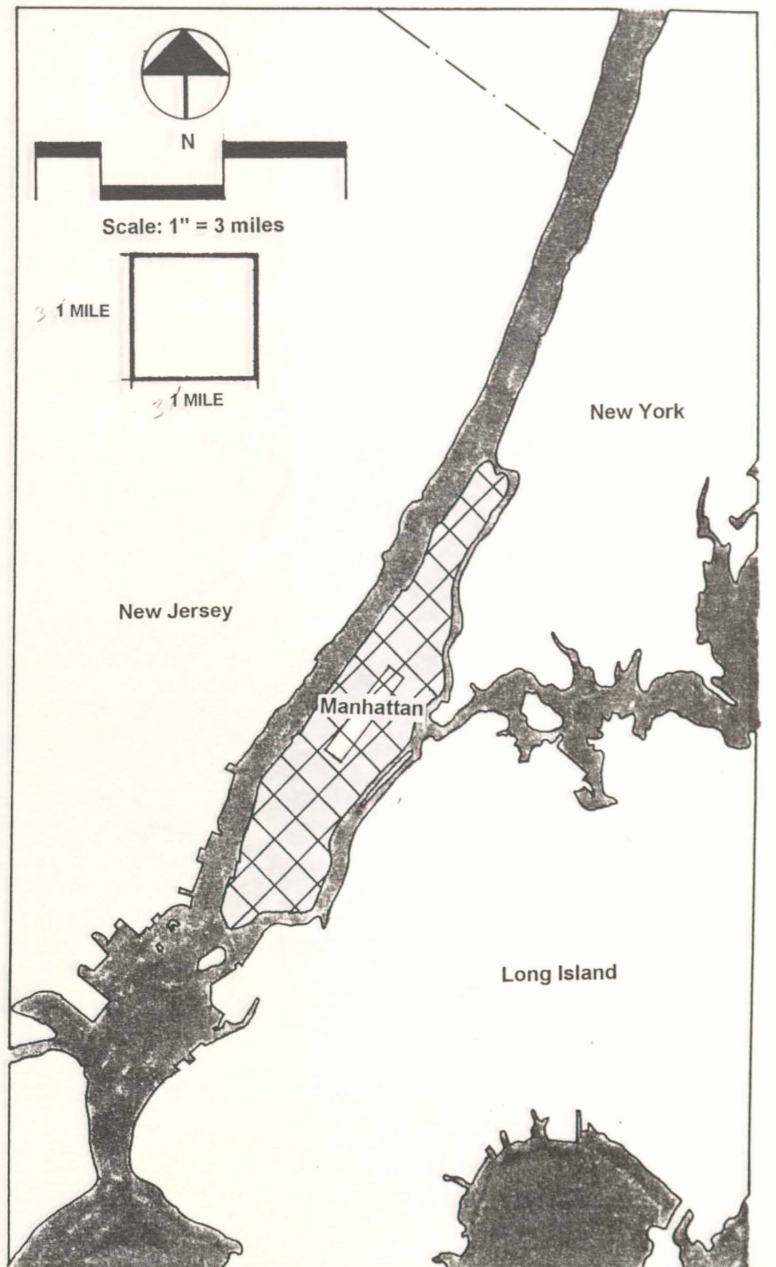 N
Scale: 1" = 3 miles
3 1 MILE
3 1 MILE
New York
New Jersey
Manhattan
Long Island